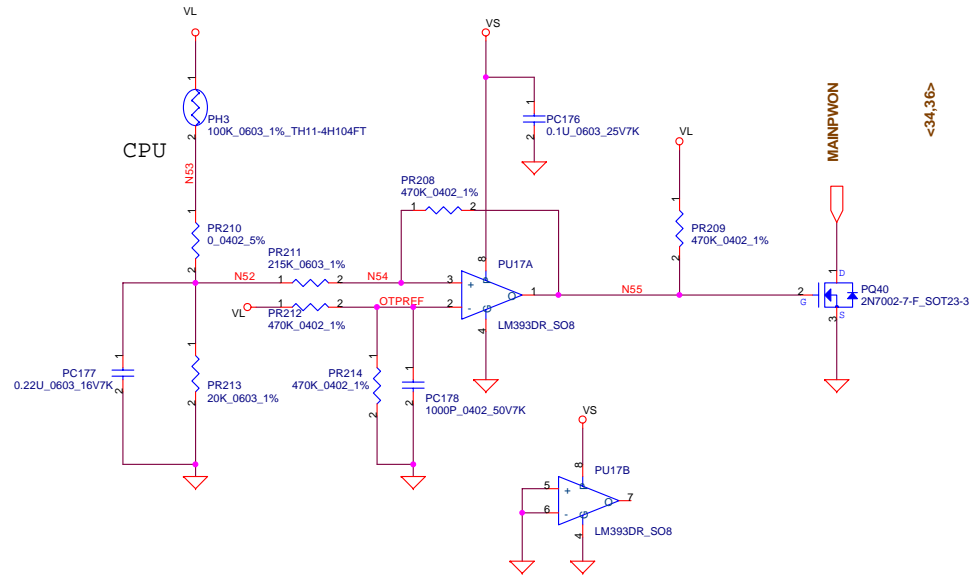 VL
VS
1
PH3
100K_0603_1%_TH11-4H104FT
2
CPU
N53
1
PC176
0.1U_0603_25V7K
2
VL
MAINPWON
<34,36>
PR208
470K_0402_1%
1
2
1
PR210
0_0402_5%
2
1
PR209
470K_0402_1%
2
PR211
215K_0603_1%
N52
1
2
N54
8
PU17A
3
+
1
2
-
O
P
G
4
LM393DR_SO8
N55
VL
1
2
OTPREF
PR212
470K_0402_1%
1
D
2
G
3
S
PQ40
2N7002-7-F_SOT23-3
1
PC177
0.22U_0603_16V7K
2
1
PR213
20K_0603_1%
2
1
PR214
470K_0402_1%
2
1
PC178
1000P_0402_50V7K
2
VS
8
PU17B
5
+
7
6
-
O
P
G
4
LM393DR_SO8